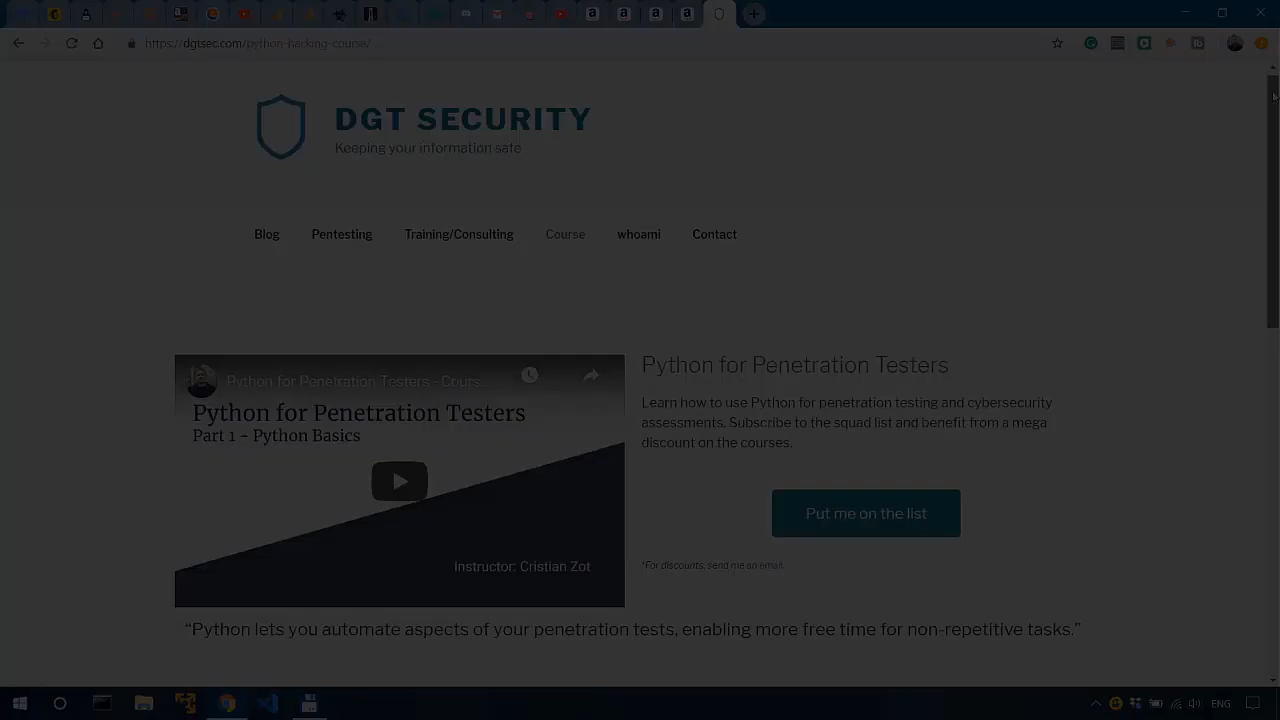 https://dgtsec.com/python-hacking-course/
DGT SECURITY
Keeping your information safe
Blog
Pentesting
Training/Consulting
Course
whoami
Contact
Python for Penetration Testers - Cours...
Python for Penetration Testers
Part 1 - Python Basics
Instructor: Cristian Zot
Python for Penetration Testers
Learn how to use Python for penetration testing and cybersecurity
assessments. Subscribe to the squad list and benefit from a mega
discount on the courses.
Put me on the list
*For discounts, send me an email.
“Python lets you automate aspects of your penetration tests, enabling more free time for non-repetitive tasks.”
ENG